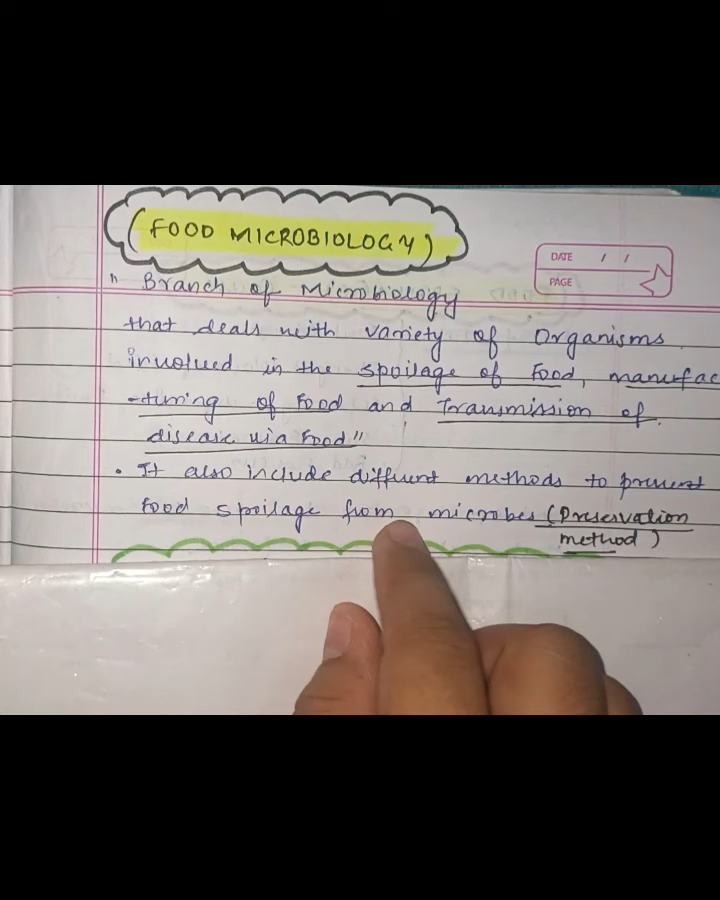 (FOOD MICROBIOLOGY)
DATE / /
PAGE
" Branch of Microbiology
that deals with variety of Organisms
involved in the spoilage of Food, manufac
-turing of Food and Transmission of
disease via Food"
• It also include different methods to prevent
Food spoilage from microbes (Preservation
method)